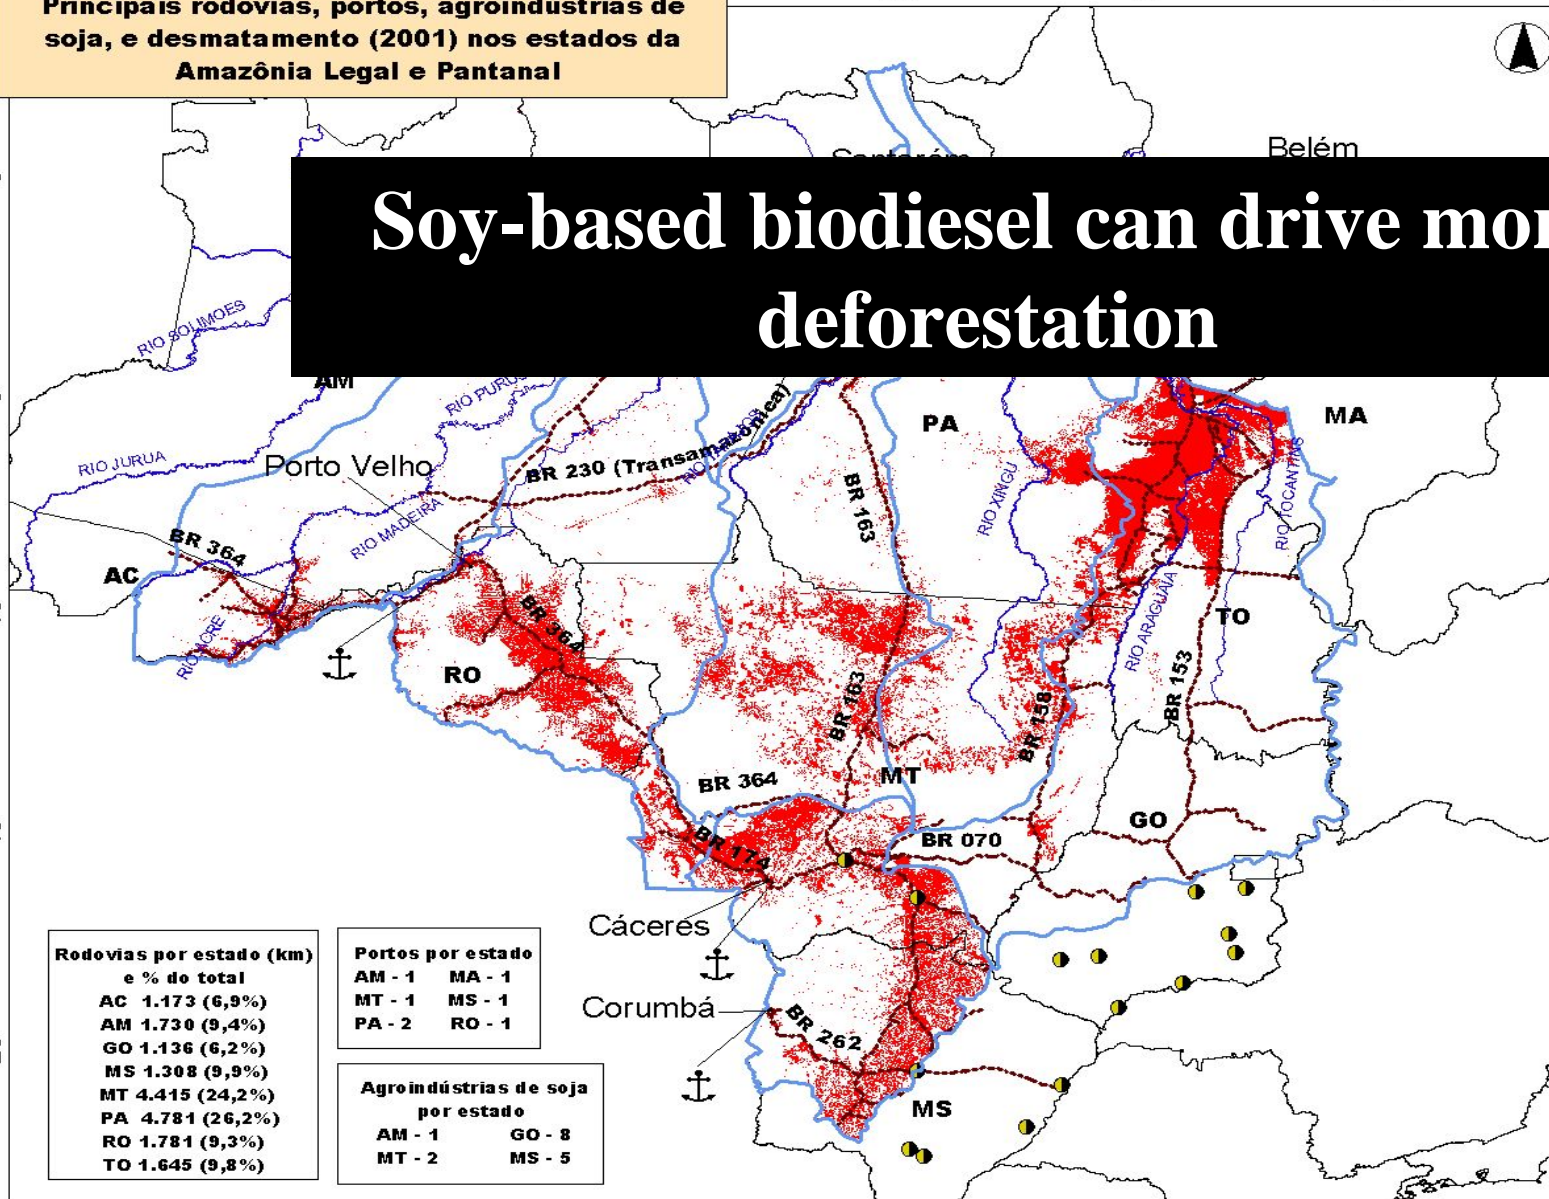 Principais rodovias, portos, agroindústrias de
soja, e desmatamento (2001) nos estados da
Amazônia Legal e Pantanal
Belém
Soy-based biodiesel can drive
deforestation
RIO SOLIMOES
AM
RIO PURUS
MA
PA
RIO JURUA
Porto Velho
BR 230 (Transamazônica)
BR 163
RIO XINGU
RIO TOCANTINS
RIO MADEIRA
BR 364
AC
BR 364
RIO ACRE
RO
RIO ARAGUAIA
TO
BR 163
BR 158
BR 153
BR 364
MT
GO
BR 174
BR 070
Cáceres
Corumbá
BR 262
MS
Rodovias por estado (km)
e % do total
AC 1.173 (6,9%)
AM 1.730 (9,4%)
GO 1.136 (6,2%)
MS 1.308 (9,9%)
MT 4.415 (24,2%)
PA 4.781 (26,2%)
RO 1.781 (9,3%)
TO 1.645 (9,8%)
Portos por estado
AM - 1 MA - 1
MT - 1 MS - 1
PA - 2 RO - 1
Agroindústrias de soja
por estado
AM - 1 GO - 8
MT - 2 MS - 5